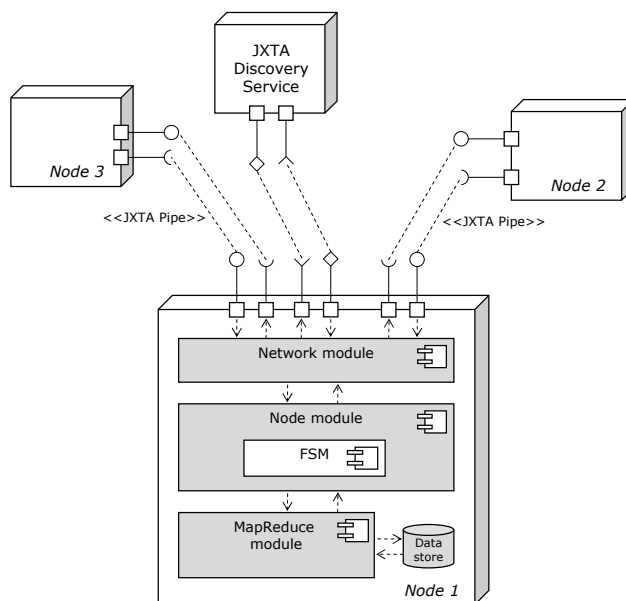 JXTA
Discovery
Service
Node 3
Node 2
<<JXTA Pipe>>
<<JXTA Pipe>>
Network module
Node module
FSM
MapReduce
module
Data
store
Node 1